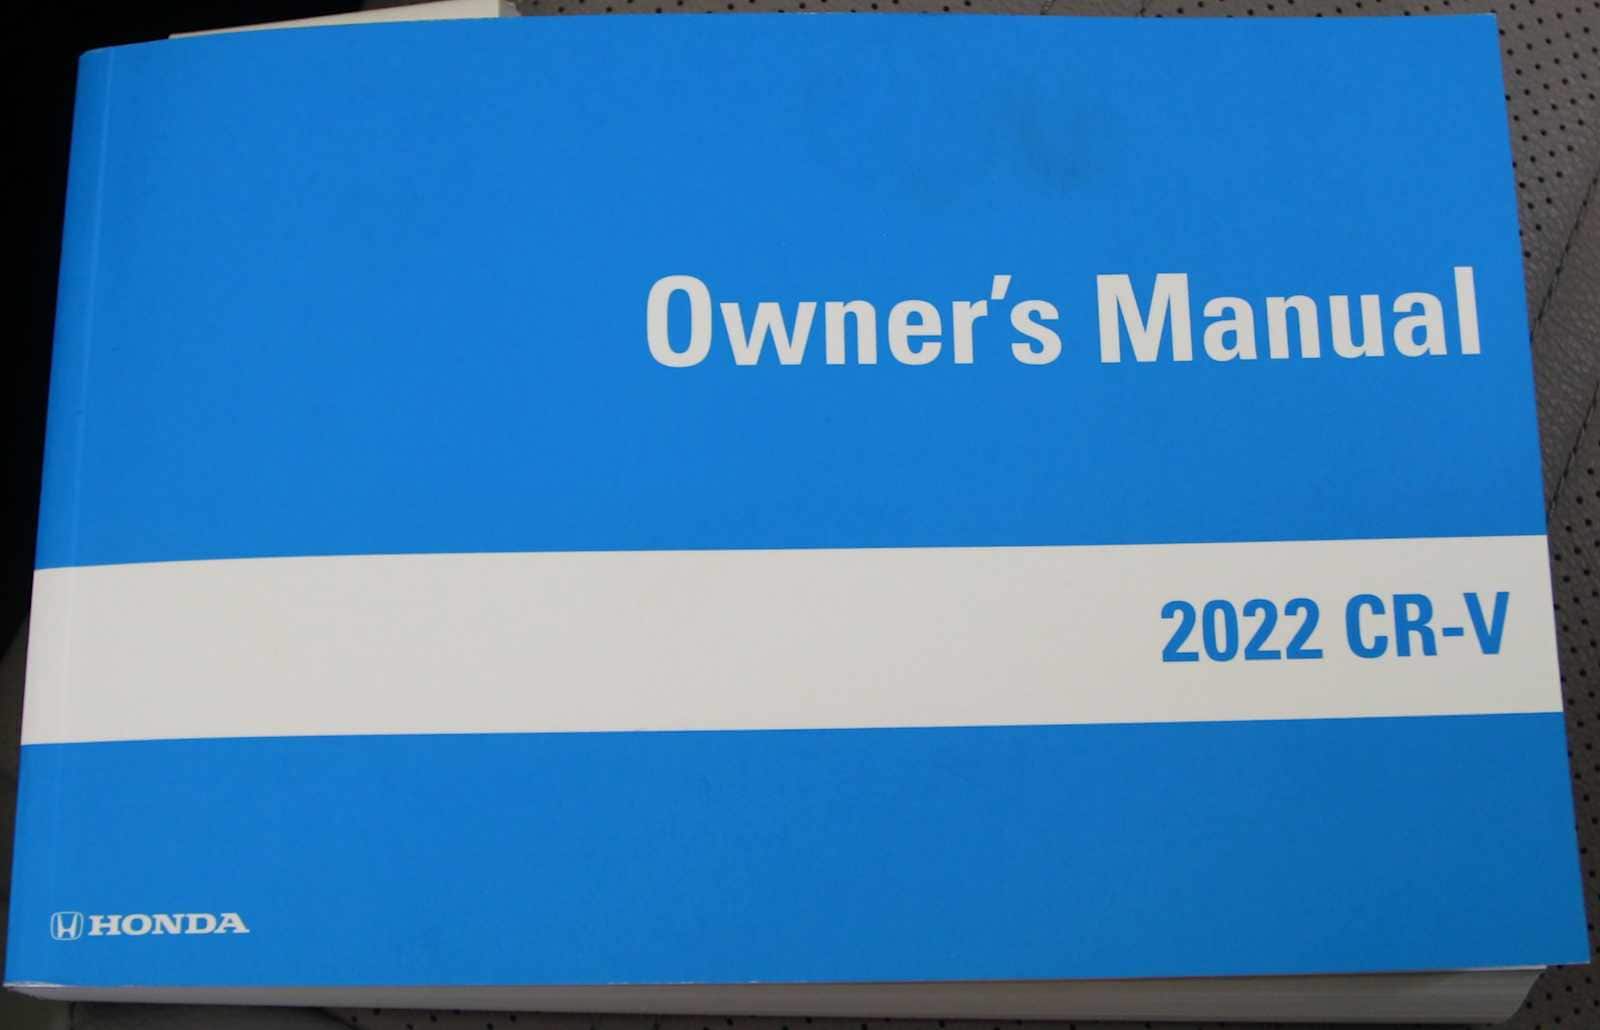 Owner's Manual
2022 CR-V
HONDA